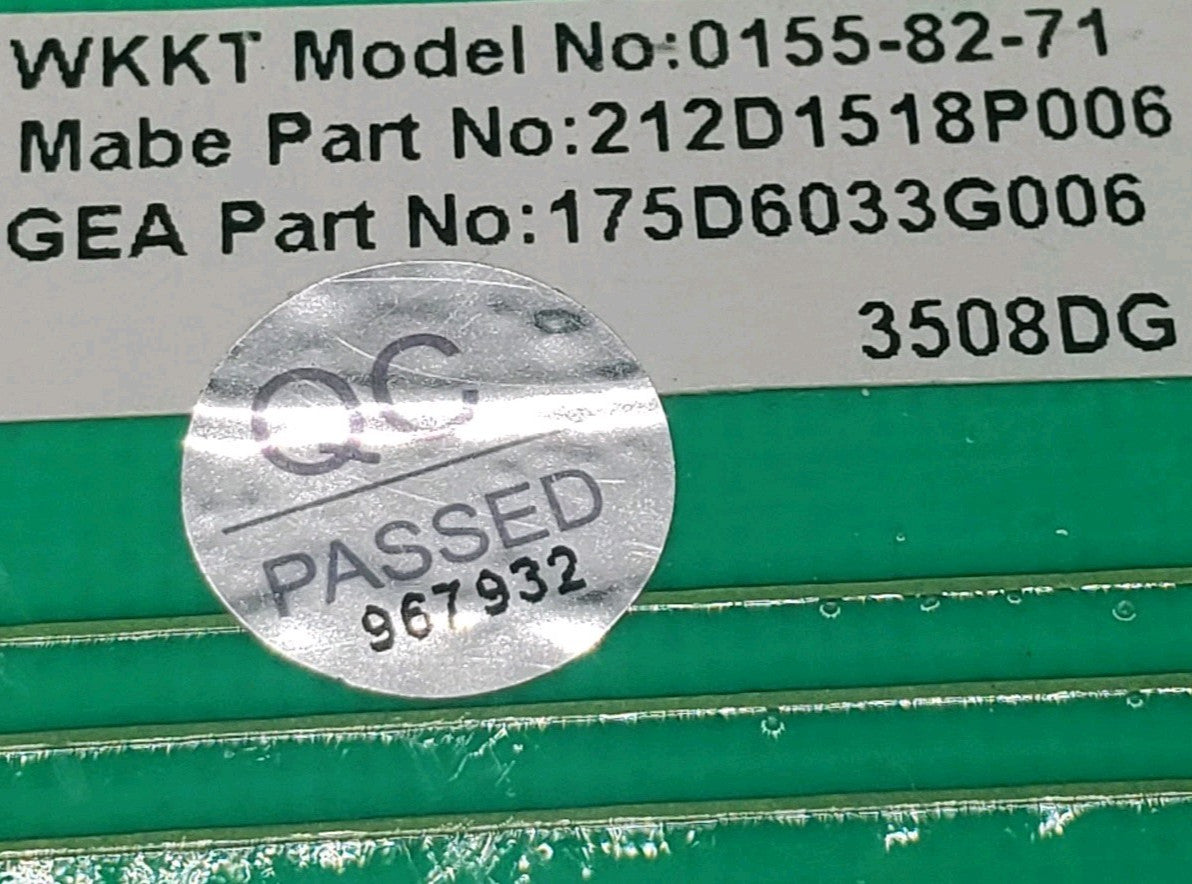 WKKT Model No:0155-82-71
Mabe Part No:212D1518P006
GEA Part No:175D6033G006
3508DG
QC
PASSED
967932